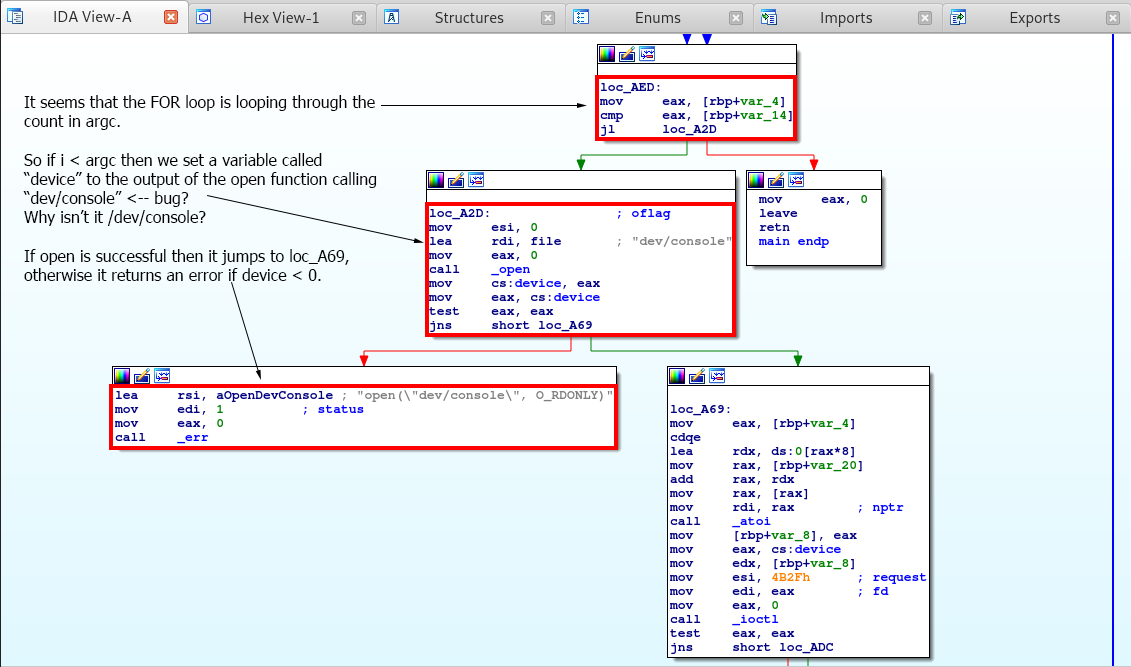 IDA View-A Hex View-1 Structures Enums Imports Exports
It seems that the FOR loop is looping through the
count in argc.
So if i < argc then we set a variable called
“device” to the output of the open function calling
“dev/console” <-- bug?
Why isn’t it /dev/console?
If open is successful then it jumps to loc_A69,
otherwise it returns an error if device < 0.
loc_AED:
mov eax, [rbp+var_4]
cmp eax, [rbp+var_14]
jl loc_A2D
loc_A2D: ; oflag
mov esi, 0
lea rdi, file ; "dev/console"
mov eax, 0
call _open
mov cs:device, eax
mov eax, cs:device
test eax, eax
jns short loc_A69
mov eax, 0
leave
retn
main endp
lea rsi, aOpenDevConsole ; "open(\"dev/console\", O_RDONLY)"
mov edi, 1 ; status
mov eax, 0
call _err
loc_A69:
mov eax, [rbp+var_4]
cdqe
lea rdx, ds:0[rax*8]
mov rax, [rbp+var_20]
add rax, rdx
mov rax, [rax]
mov rdi, rax ; nptr
call _atoi
mov [rbp+var_8], eax
mov eax, cs:device
mov edx, [rbp+var_8]
mov esi, 4B2Fh ; request
mov edi, eax ; fd
mov eax, 0
call _ioctl
test eax, eax
jns short loc_ADC